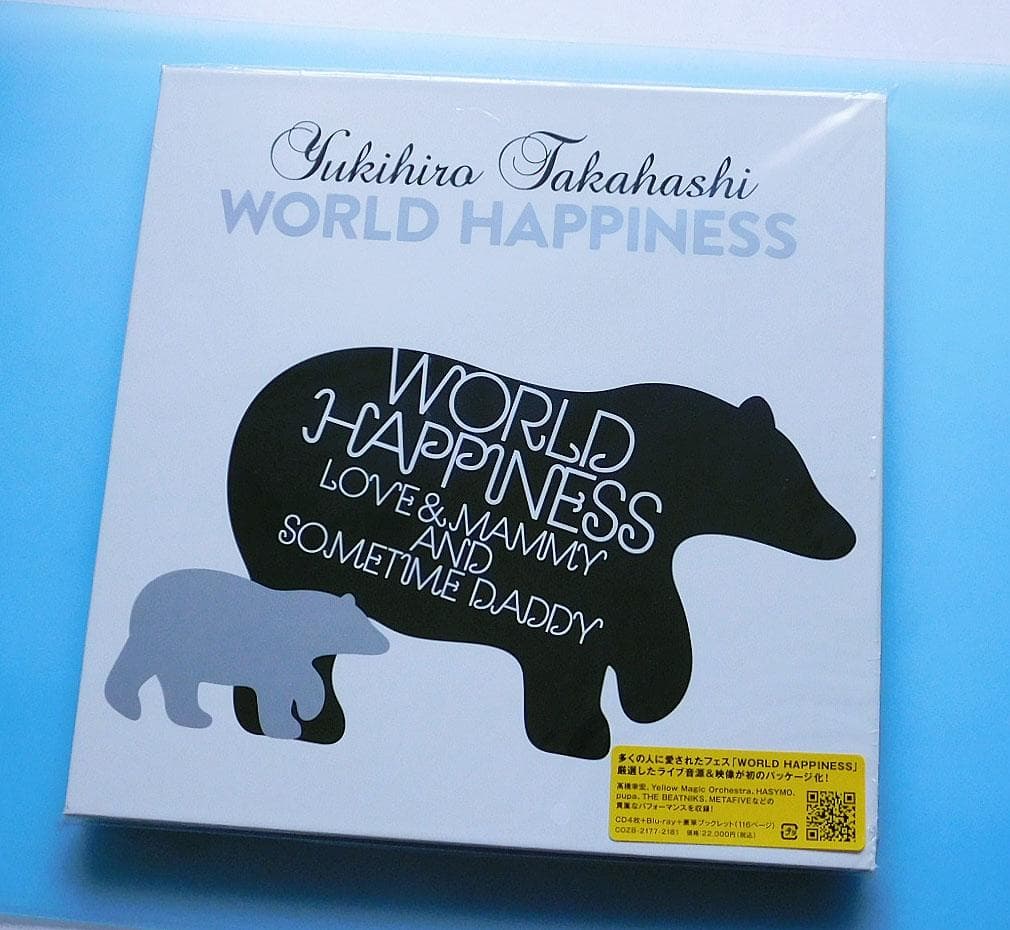 Yukihiro Takahashi
WORLD HAPPINESS
WORLD
HAPPINESS
LOVE & MAMMY
AND
SOMETIME DADDY
多くの人に愛されたフェス「WORLD HAPPINESS」
厳選したライブ音源&映像が初のパッケージ化!
高橋幸宏、Yellow Magic Orchestra、HASYMO、
pupa、THE BEATNIKS、METAFIVEなどの
貴重なパフォーマンスを収録!
CD4枚+Blu-ray+豪華ブックレット(116ページ)
COZB-2177-2181 価格:22,000円(税込)